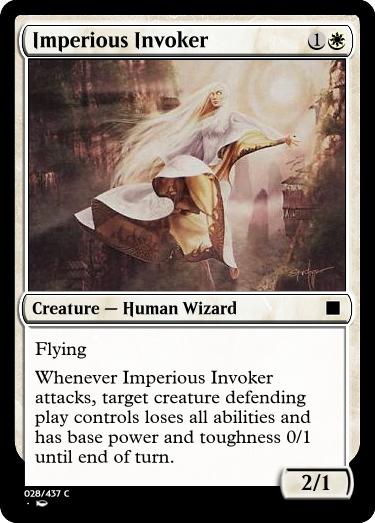 Imperious Invoker 1
Creature — Human Wizard
Flying
Whenever Imperious Invoker
attacks, target creature defending
play controls loses all abilities and
has base power and toughness 0/1
until end of turn.
2/1
028/437 C